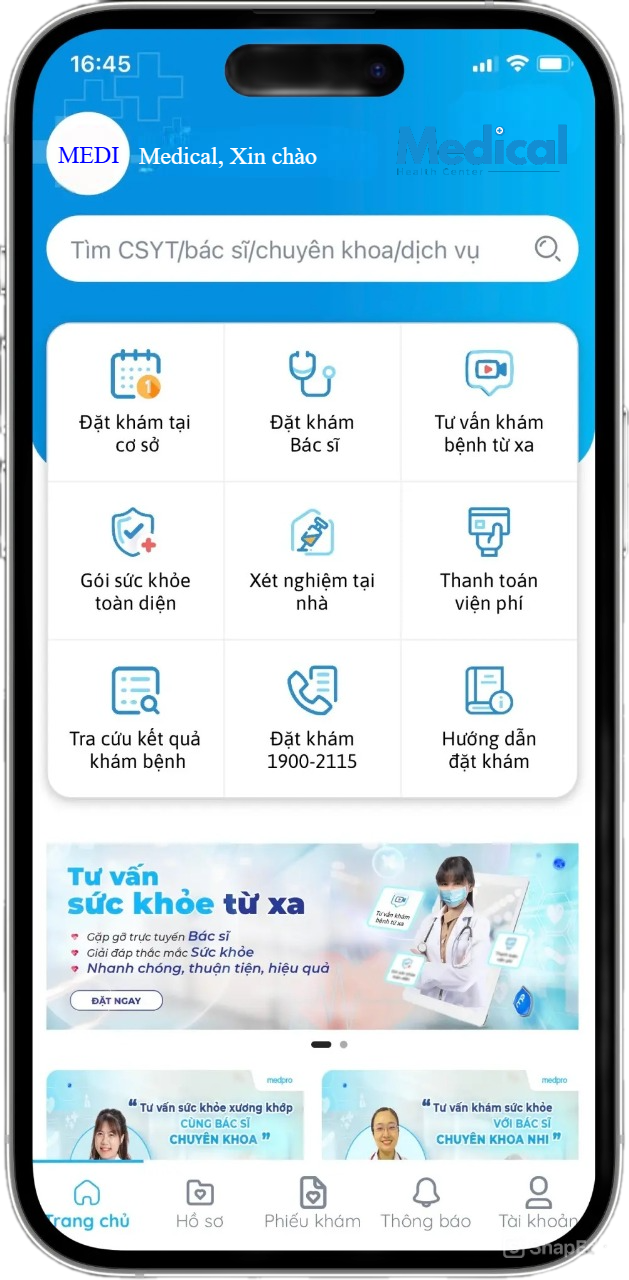 16:45
MEDI
Medical, Xin chào
Medical
Health Center
Tìm CSYT/bác sĩ/chuyên khoa/dịch vụ
1
Đặt khám tại
cơ sở
Đặt khám
Bác sĩ
Tư vấn khám
bệnh từ xa
Gói sức khỏe
toàn diện
Xét nghiệm tại
nhà
Thanh toán
viện phí
Tra cứu kết quả
khám bệnh
Đặt khám
1900-2115
Hướng dẫn
đặt khám
Tư vấn
sức khỏe từ xa
Gặp gỡ trực tuyến Bác sĩ
Giải đáp thắc mắc Sức khỏe
Nhanh chóng, thuận tiện, hiệu quả
ĐẶT NGAY
Tư vấn khám
bệnh từ xa
medpro
“ Tư vấn sức khỏe xương khớp
CÙNG BÁC SĨ
CHUYÊN KHOA ”
medpro
“ Tư vấn khám sức khỏe
VỚI BÁC SĨ
CHUYÊN KHOA NHI ”
Trang chủ
Hồ sơ
Phiếu khám
Thông báo
Tài khoản